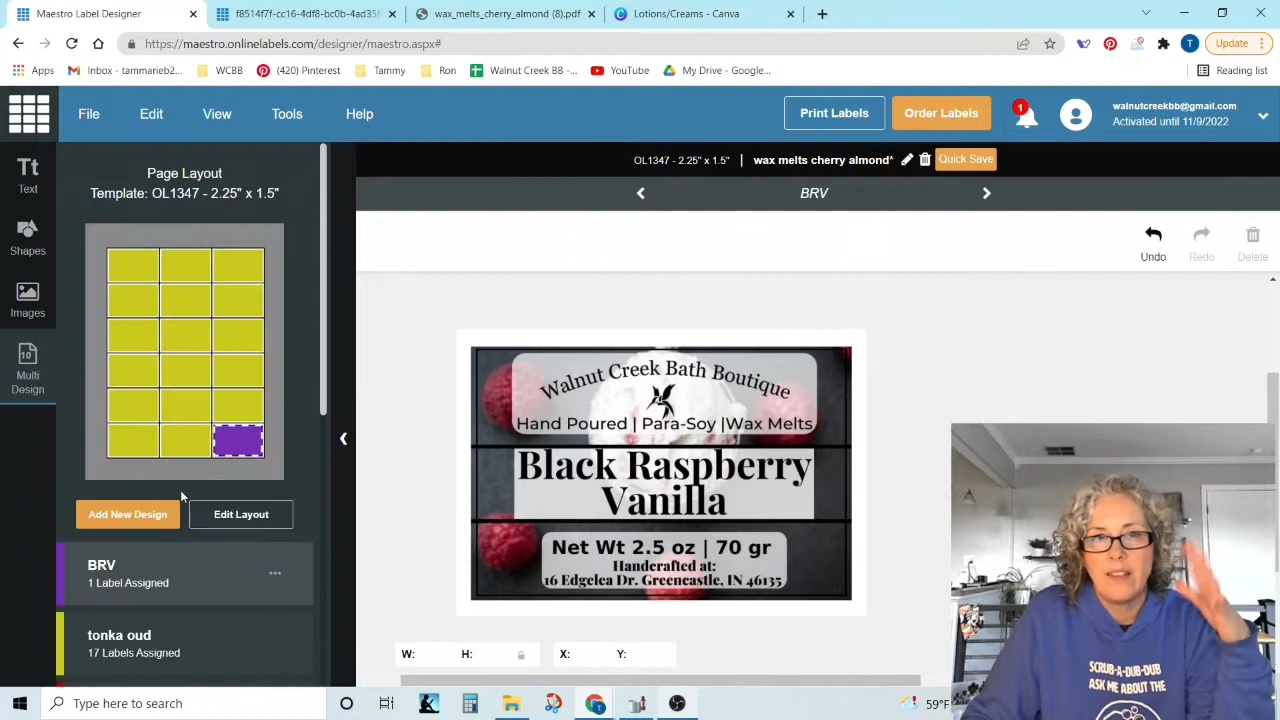 Maestro Label Designer
f8514f7f-cc16-4df8-bc0b-4ad35f
wax_melts_cherry_almond (8).pdf
Lotions/Creams - Canva
https://maestro.onlinelabels.com/designer/maestro.aspx#
T
Update
Apps
Inbox - tammarieb2...
WCBB
(420) Pinterest
Tammy
Ron
Walnut Creek BB -...
YouTube
My Drive - Google...
Reading list
File
Edit
View
Tools
Help
Print Labels
Order Labels
1
walnutcreekbb@gmail.com
Activated until 11/9/2022
OL1347 - 2.25" x 1.5"
wax melts cherry almond*
Quick Save
BRV
Tt
Text
Shapes
Images
10
Multi
Design
Page Layout
Template: OL1347 - 2.25" x 1.5"
Add New Design
Edit Layout
BRV
1 Label Assigned
tonka oud
17 Labels Assigned
Undo
Redo
Delete
Walnut Creek Bath Boutique
Hand Poured | Para-Soy |Wax Melts
Black Raspberry
Vanilla
Net Wt 2.5 oz | 70 gr
Handcrafted at:
16 Edgelea Dr. Greencastle, IN 46135
W:
H:
X:
Y:
SCRUB-A-DUB-DUB
ASK ME ABOUT THE
Type here to search
59°F